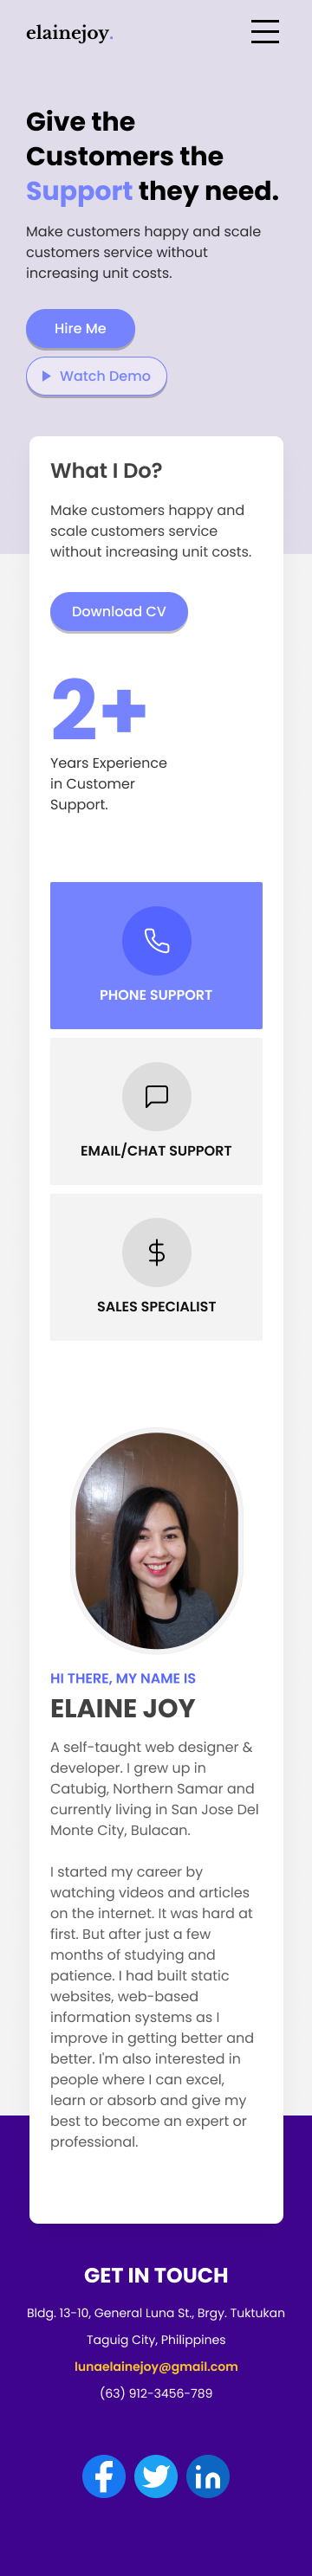 elainejoy.
Give the
Customers the
Support they need.
Make customers happy and scale
customers service without
increasing unit costs.
Hire Me
Watch Demo
What I Do?
Make customers happy and
scale customers service
without increasing unit costs.
Download CV
2+
Years Experience
in Customer
Support.
PHONE SUPPORT
EMAIL/CHAT SUPPORT
SALES SPECIALIST
HI THERE, MY NAME IS
ELAINE JOY
A self-taught web designer &
developer. I grew up in
Catubig, Northern Samar and
currently living in San Jose Del
Monte City, Bulacan.
I started my career by
watching videos and articles
on the internet. It was hard at
first. But after just a few
months of studying and
patience. I had built static
websites, web-based
information systems as I
improve in getting better and
better. I'm also interested in
people where I can excel,
learn or absorb and give my
best to become an expert or
professional.
GET IN TOUCH
Bldg. 13-10, General Luna St., Brgy. Tuktukan
Taguig City, Philippines
lunaelainejoy@gmail.com
(63) 912-3456-789